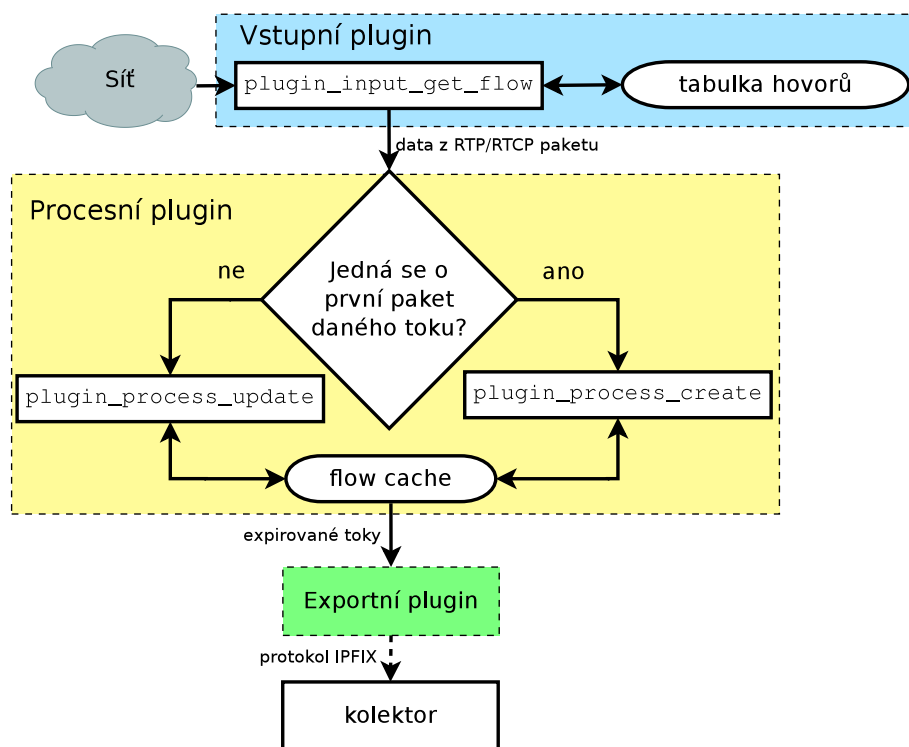 Vstupní plugin
Síť
plugin_input_get_flow
tabulka hovorů
data z RTP/RTCP paketu
Procesní plugin
ne
Jedná se o
první paket
daného toku?
ano
plugin_process_update
plugin_process_create
flow cache
expirované toky
Exportní plugin
protokol IPFIX
kolektor